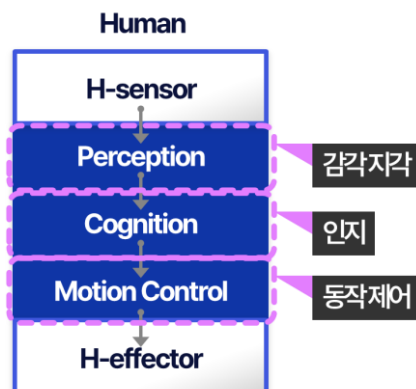 Human
H-sensor
Perception
감각 지각
Cognition
인지
Motion Control
동작 제어
H-effector